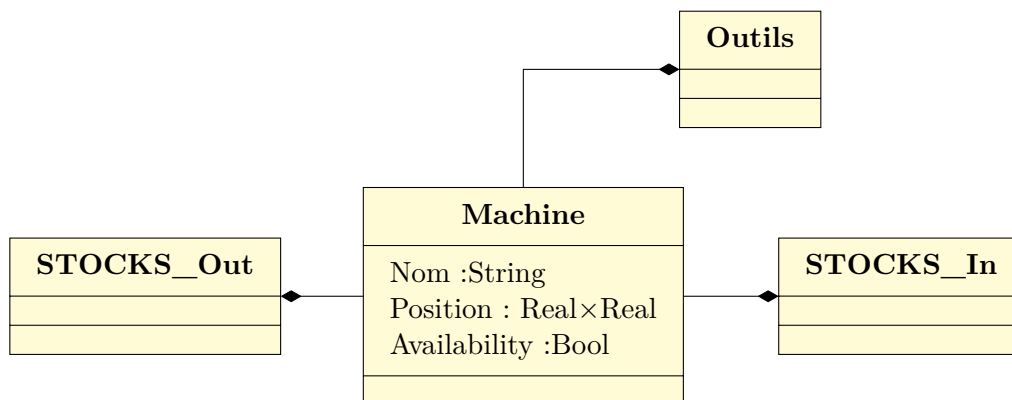 Outils
Machine
STOCKS_Out
STOCKS_In
Nom :String
Position : Real×Real
Availability :Bool